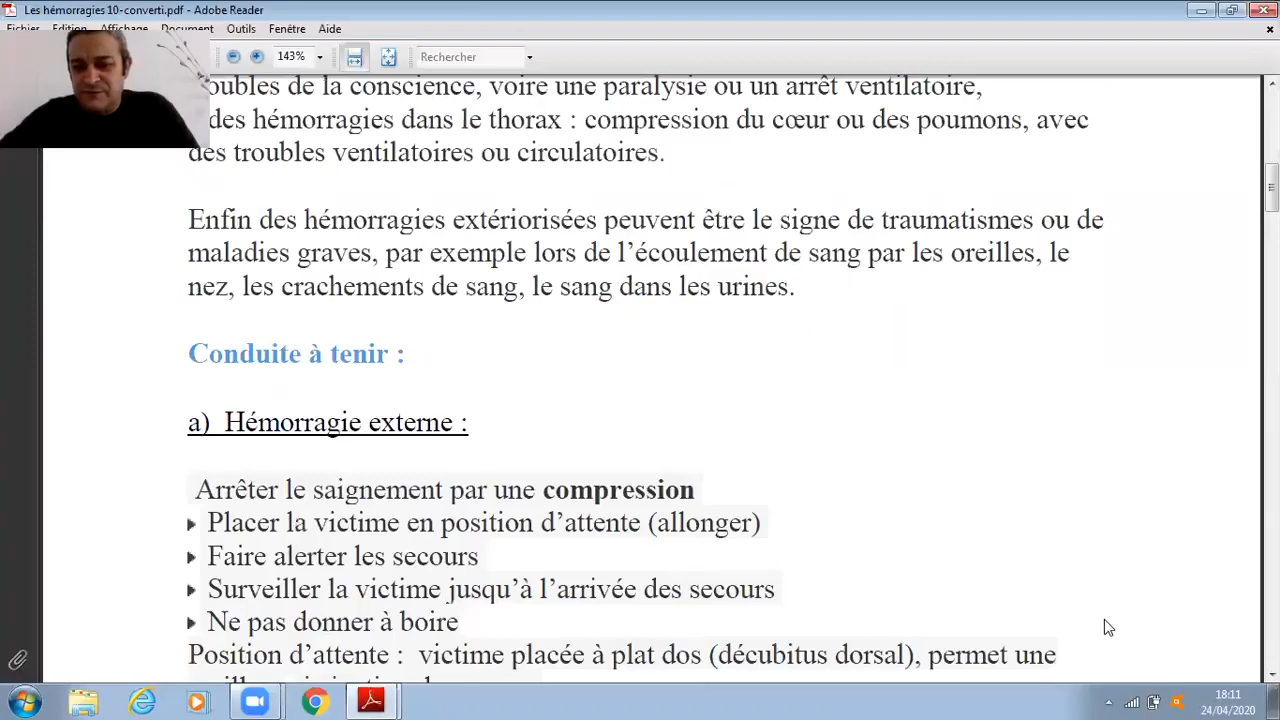 Les hémorragies 10-converti.pdf - Adobe Reader
Fichier Edition Affichage Document Outils Fenêtre Aide
143% Rechercher
troubles de la conscience, voire une paralysie ou un arrêt ventilatoire,
des hémorragies dans le thorax : compression du cœur ou des poumons, avec
des troubles ventilatoires ou circulatoires.
Enfin des hémorragies extériorisées peuvent être le signe de traumatismes ou de
maladies graves, par exemple lors de l’écoulement de sang par les oreilles, le
nez, les crachements de sang, le sang dans les urines.
Conduite à tenir :
a) Hémorragie externe :
Arrêter le saignement par une compression
Placer la victime en position d’attente (allonger)
Faire alerter les secours
Surveiller la victime jusqu’à l’arrivée des secours
Ne pas donner à boire
Position d’attente : victime placée à plat dos (décubitus dorsal), permet une
18:11
24/04/2020